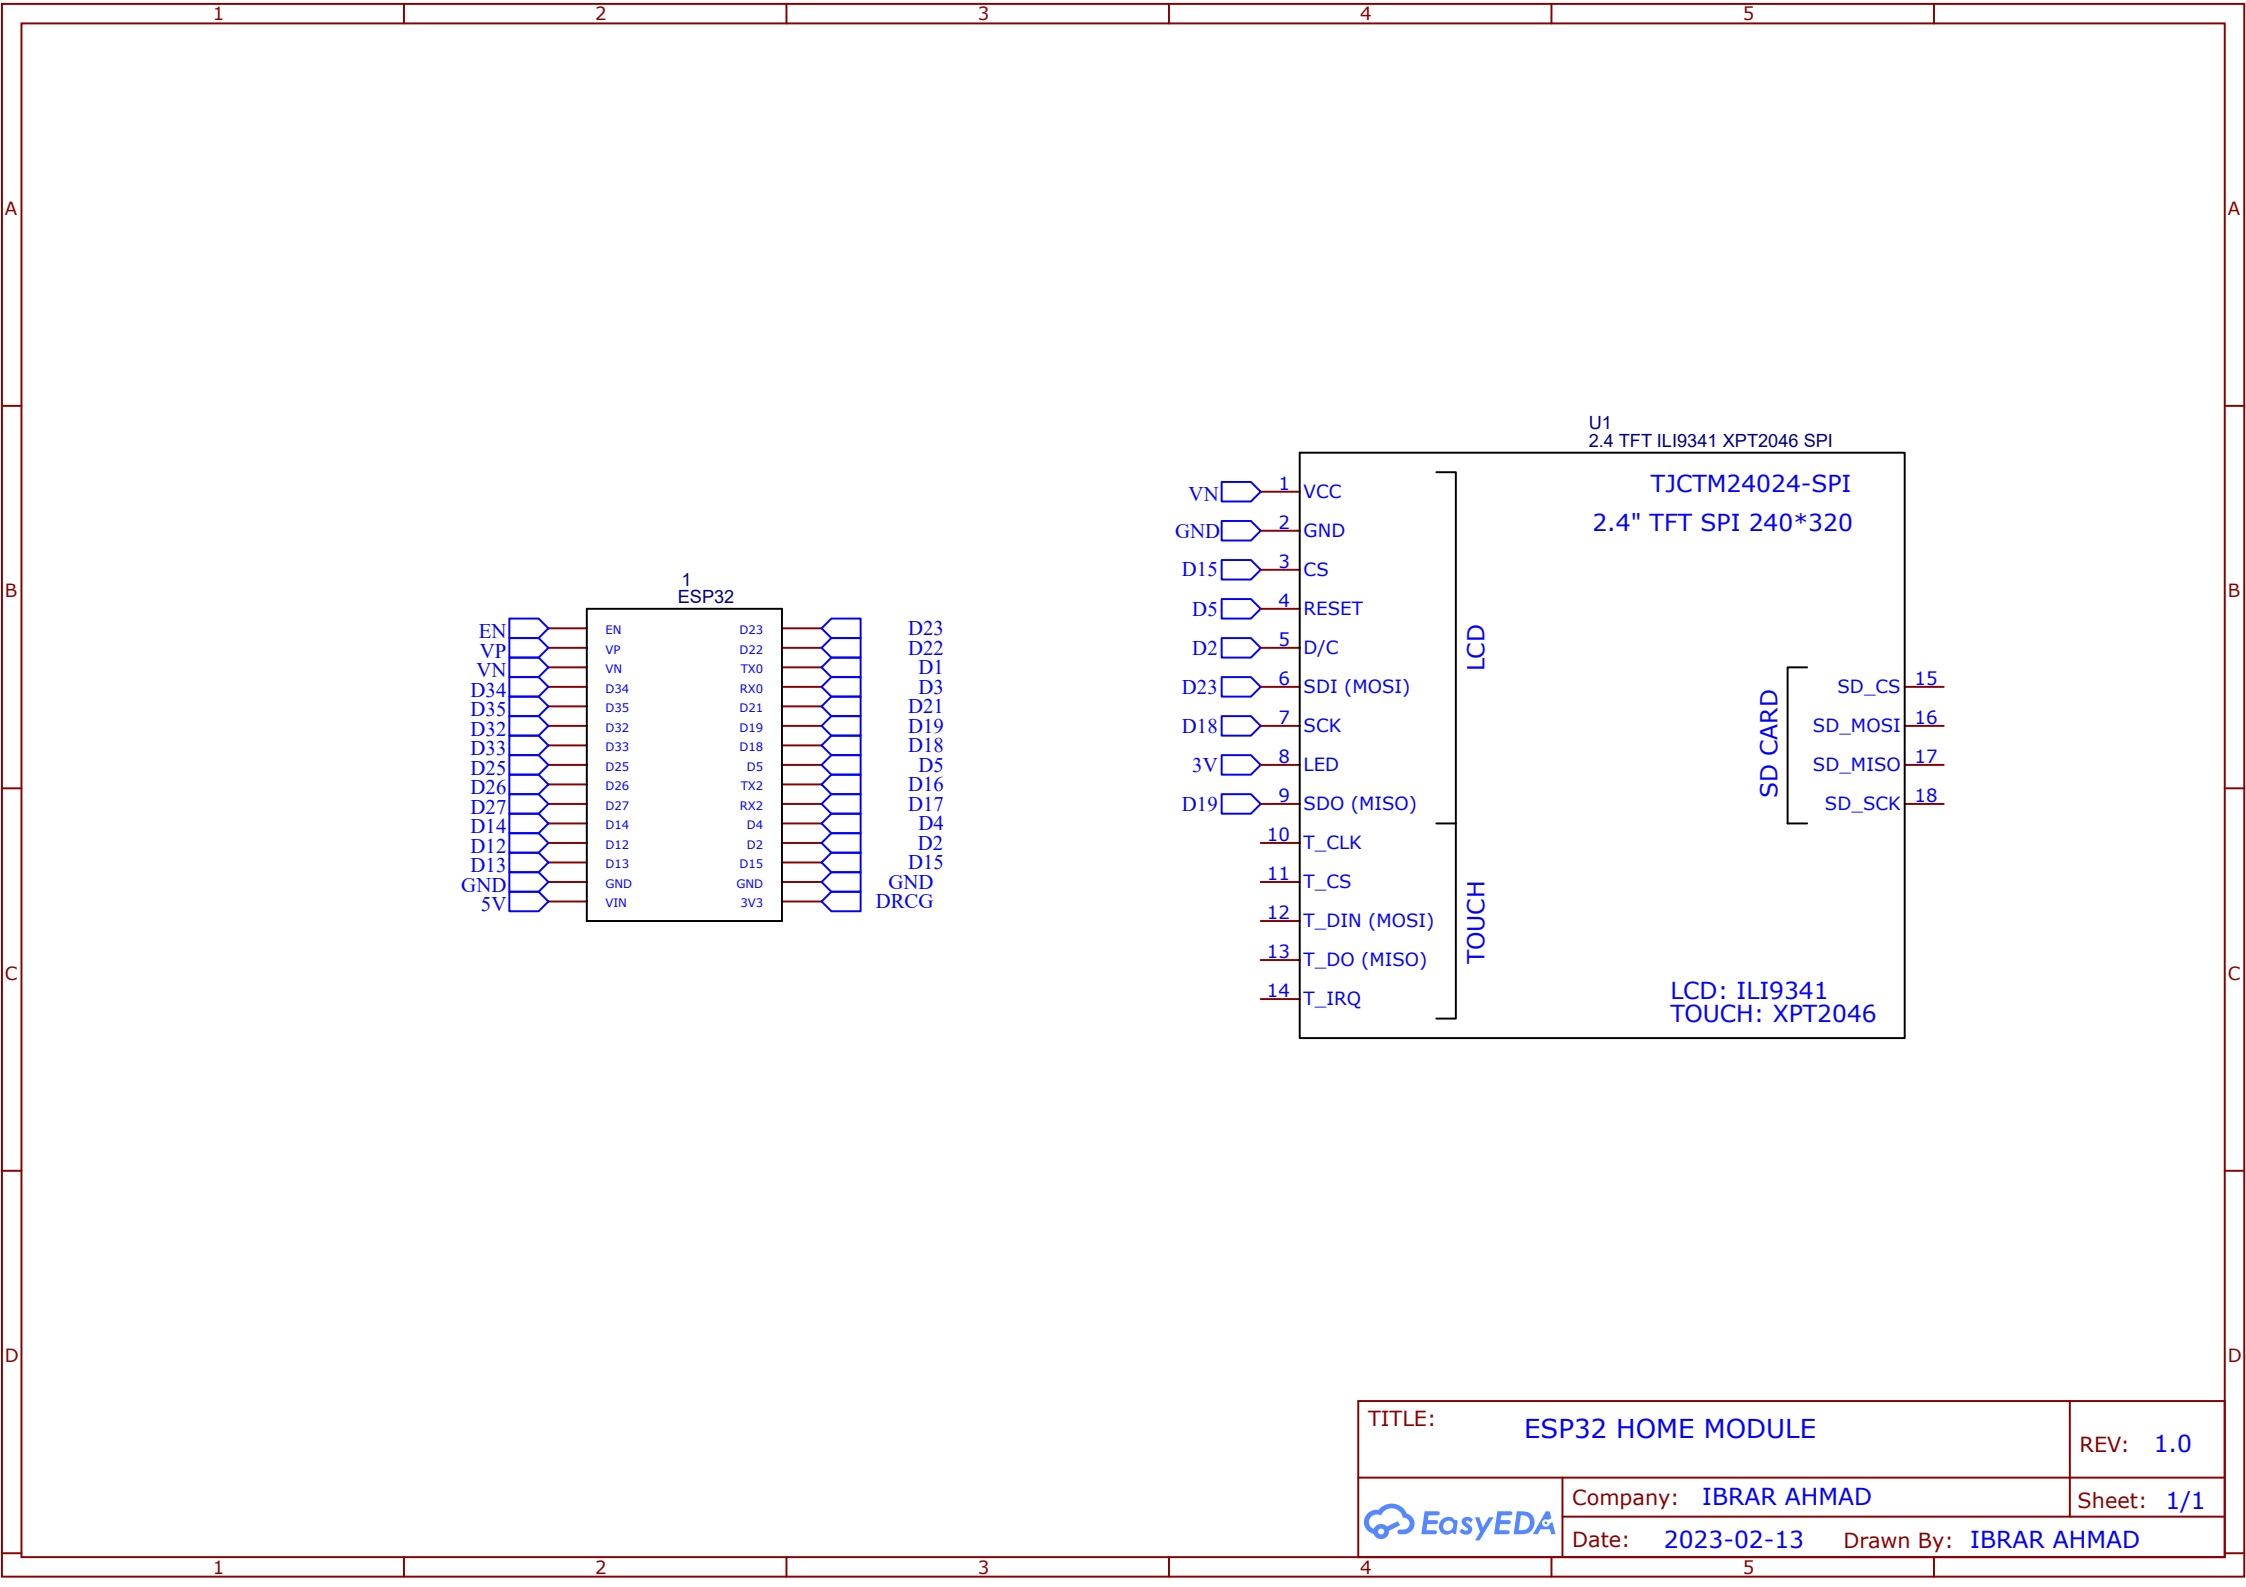 1 2 3 4 5
A A
B B
C C
D D
1
ESP32
EN EN D23 D23
VP VP D22 D22
VN VN TX0 D1
D34 D34 RX0 D3
D35 D35 D21 D21
D32 D32 D19 D19
D33 D33 D18 D18
D25 D25 D5 D5
D26 D26 TX2 D16
D27 D27 RX2 D17
D14 D14 D4 D4
D12 D12 D2 D2
D13 D13 D15 D15
GND GND GND GND
5V VIN 3V3 DRCG
U1
2.4 TFT ILI9341 XPT2046 SPI
TJCTM24024-SPI
2.4" TFT SPI 240*320
VN 1 VCC
GND 2 GND
D15 3 CS
D5 4 RESET
D2 5 D/C
D23 6 SDI (MOSI)
D18 7 SCK
3V 8 LED
D19 9 SDO (MISO)
10 T_CLK
11 T_CS
12 T_DIN (MOSI)
13 T_DO (MISO)
14 T_IRQ
LCD
TOUCH
SD CARD
SD_CS 15
SD_MOSI 16
SD_MISO 17
SD_SCK 18
LCD: ILI9341
TOUCH: XPT2046
TITLE: ESP32 HOME MODULE
REV: 1.0
EasyEDA
Company: IBRAR AHMAD
Sheet: 1/1
Date: 2023-02-13 Drawn By: IBRAR AHMAD
1 2 3 4 5